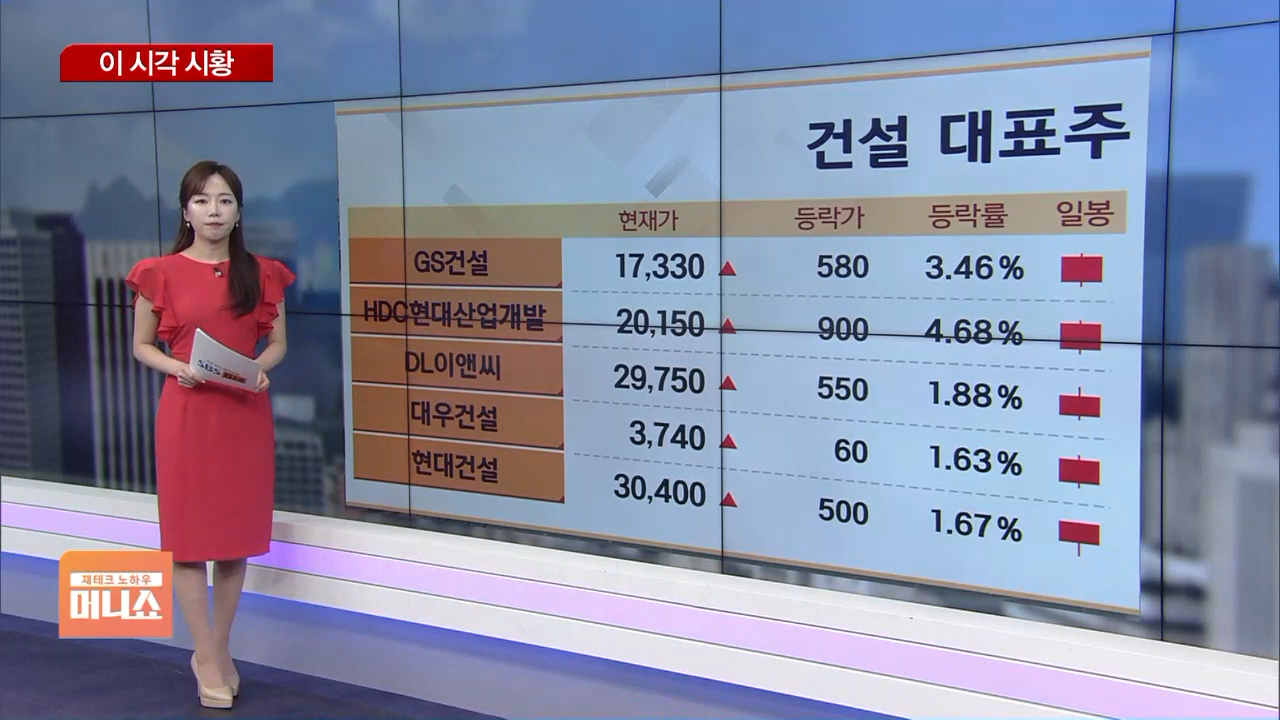 이 시각 시황
건설 대표주
현재가 등락가 등락률 일봉
GS건설 17,330 ▲ 580 3.46%
HDC현대산업개발 20,150 ▲ 900 4.68%
DL이앤씨 29,750 ▲ 550 1.88%
대우건설 3,740 ▲ 60 1.63%
현대건설 30,400 ▲ 500 1.67%
SBS
재테크 노하우
머니쇼